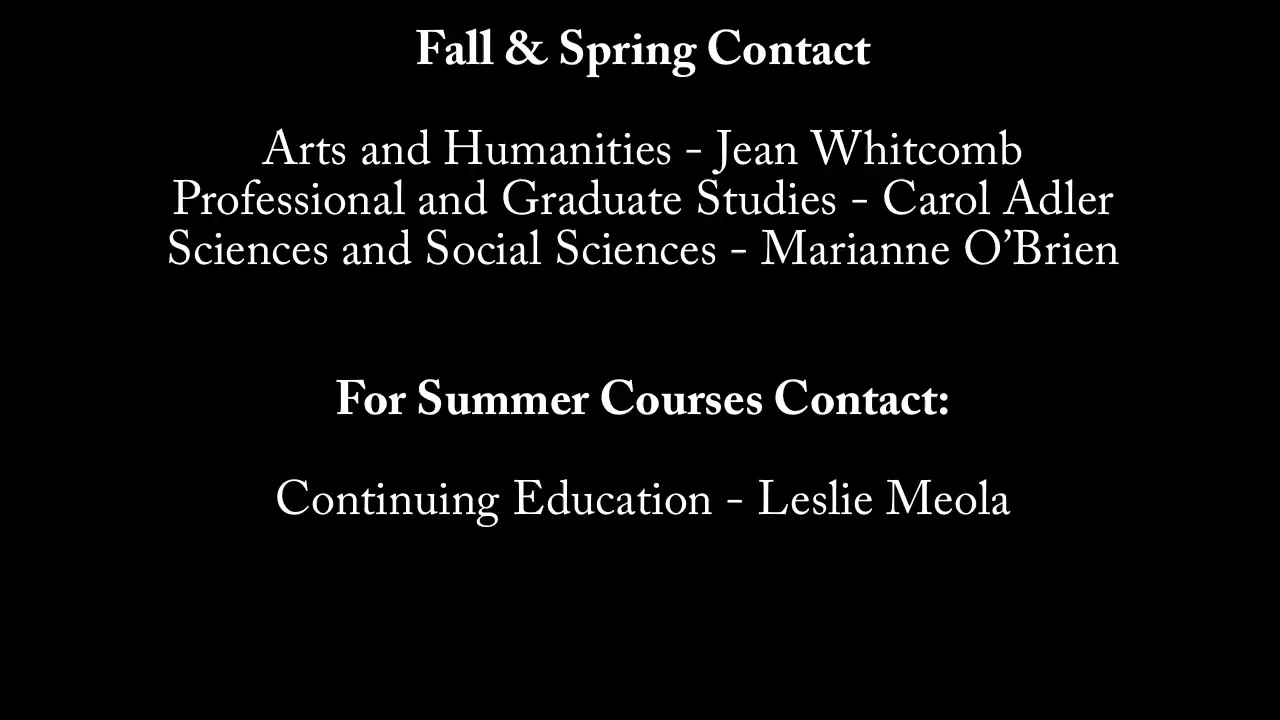 Fall & Spring Contact
Arts and Humanities - Jean Whitcomb
Professional and Graduate Studies - Carol Adler
Sciences and Social Sciences - Marianne O’Brien
For Summer Courses Contact:
Continuing Education - Leslie Meola